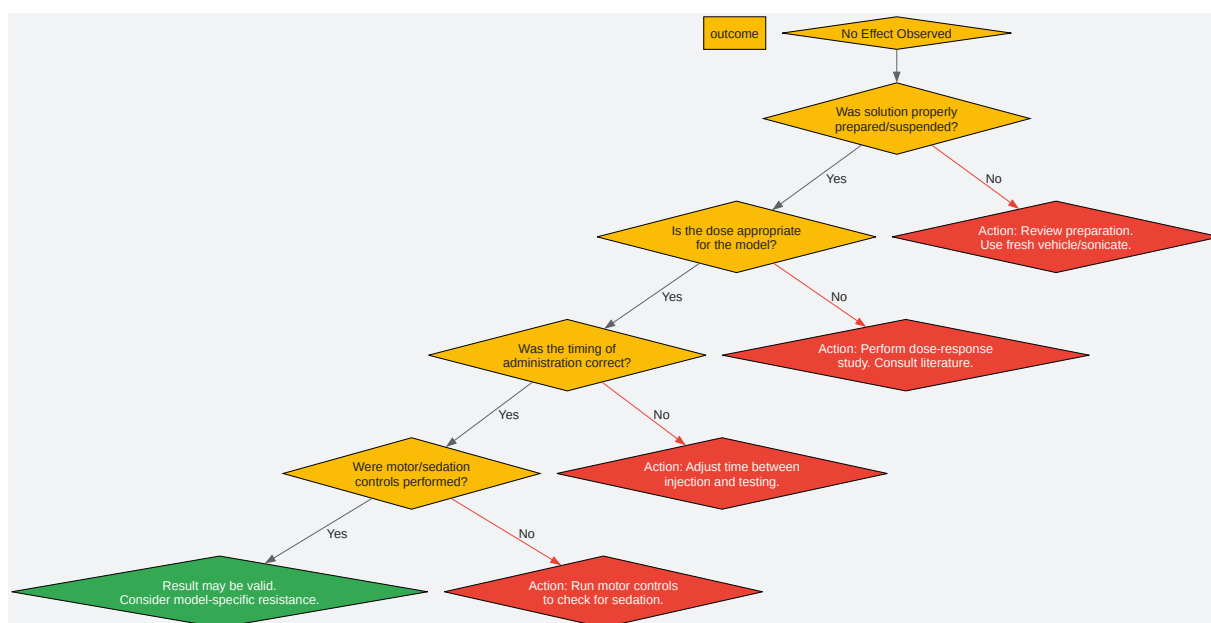 outcome
No Effect Observed
Was solution properly
prepared/suspended?
Yes
No
Is the dose appropriate
for the model?
Action: Review preparation.
Use fresh vehicle/sonicate.
Yes
No
Was the timing of
administration correct?
Action: Perform dose-response
study. Consult literature.
Yes
No
Were motor/sedation
controls performed?
Action: Adjust time between
injection and testing.
Yes
No
Result may be valid.
Consider model-specific resistance.
Action: Run motor controls
to check for sedation.